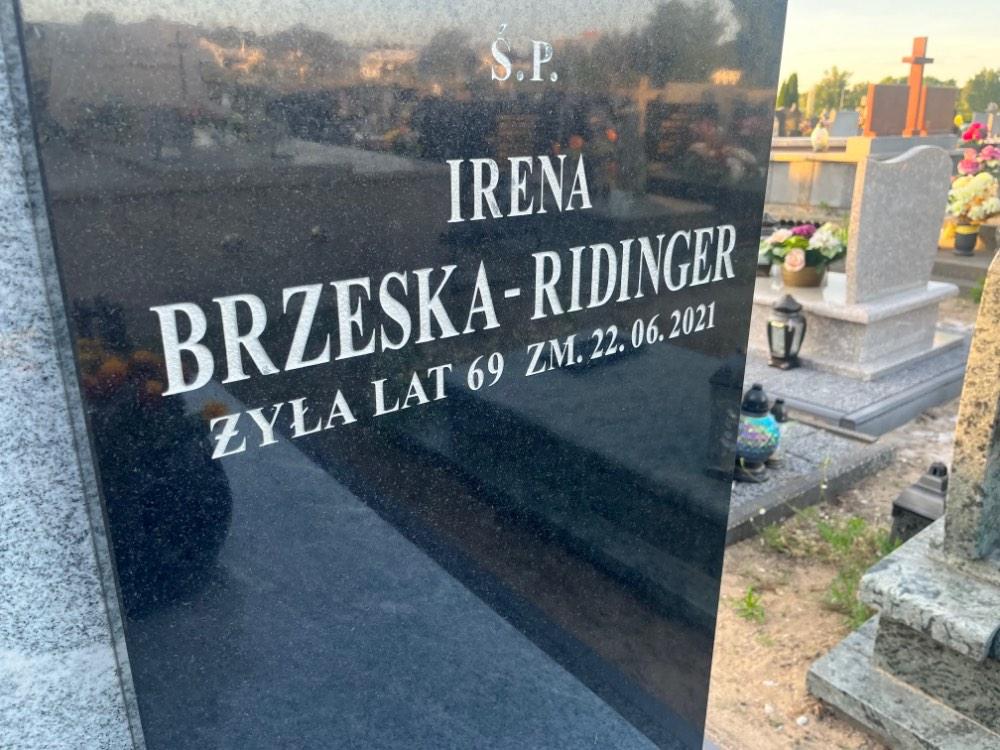 Ś.P.
IRENA
BRZESKA-RIDINGER
ŻYŁA LAT 69 ZM. 22.06.2021